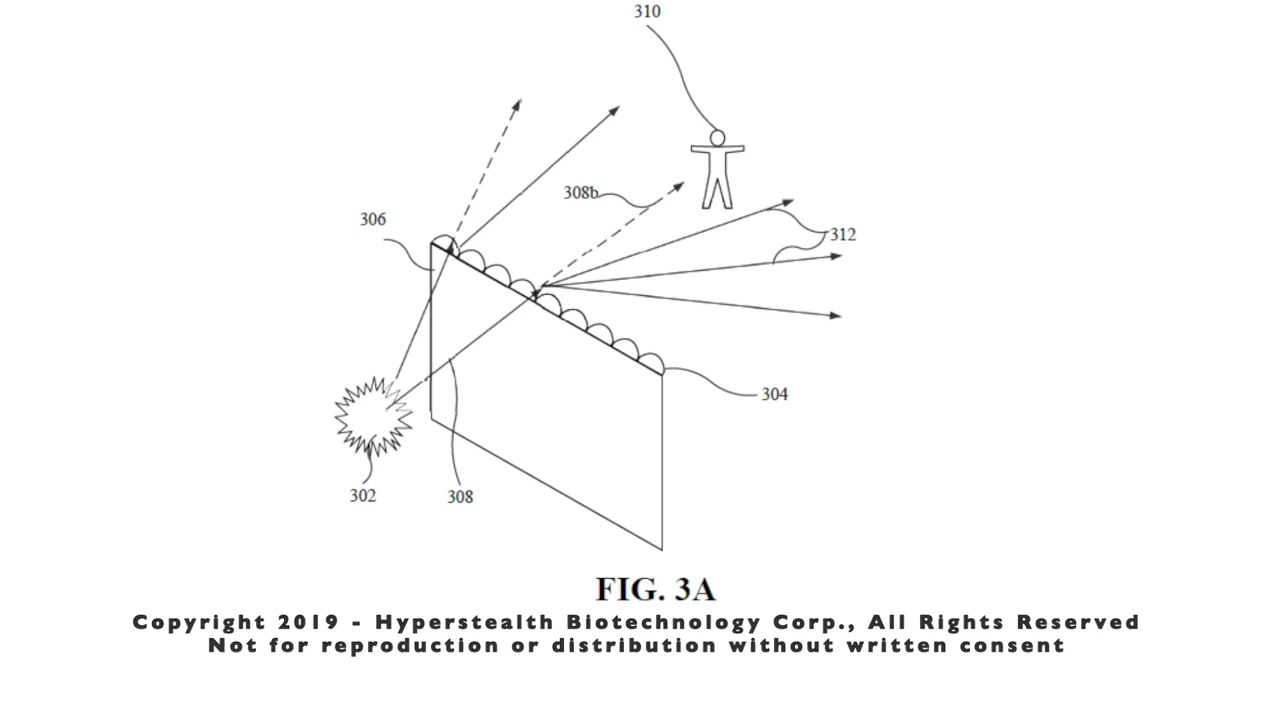 310
308b
306
312
304
302
308
FIG. 3A
Copyright 2019 - Hyperstealth Biotechnology Corp., All Rights Reserved
Not for reproduction or distribution without written consent